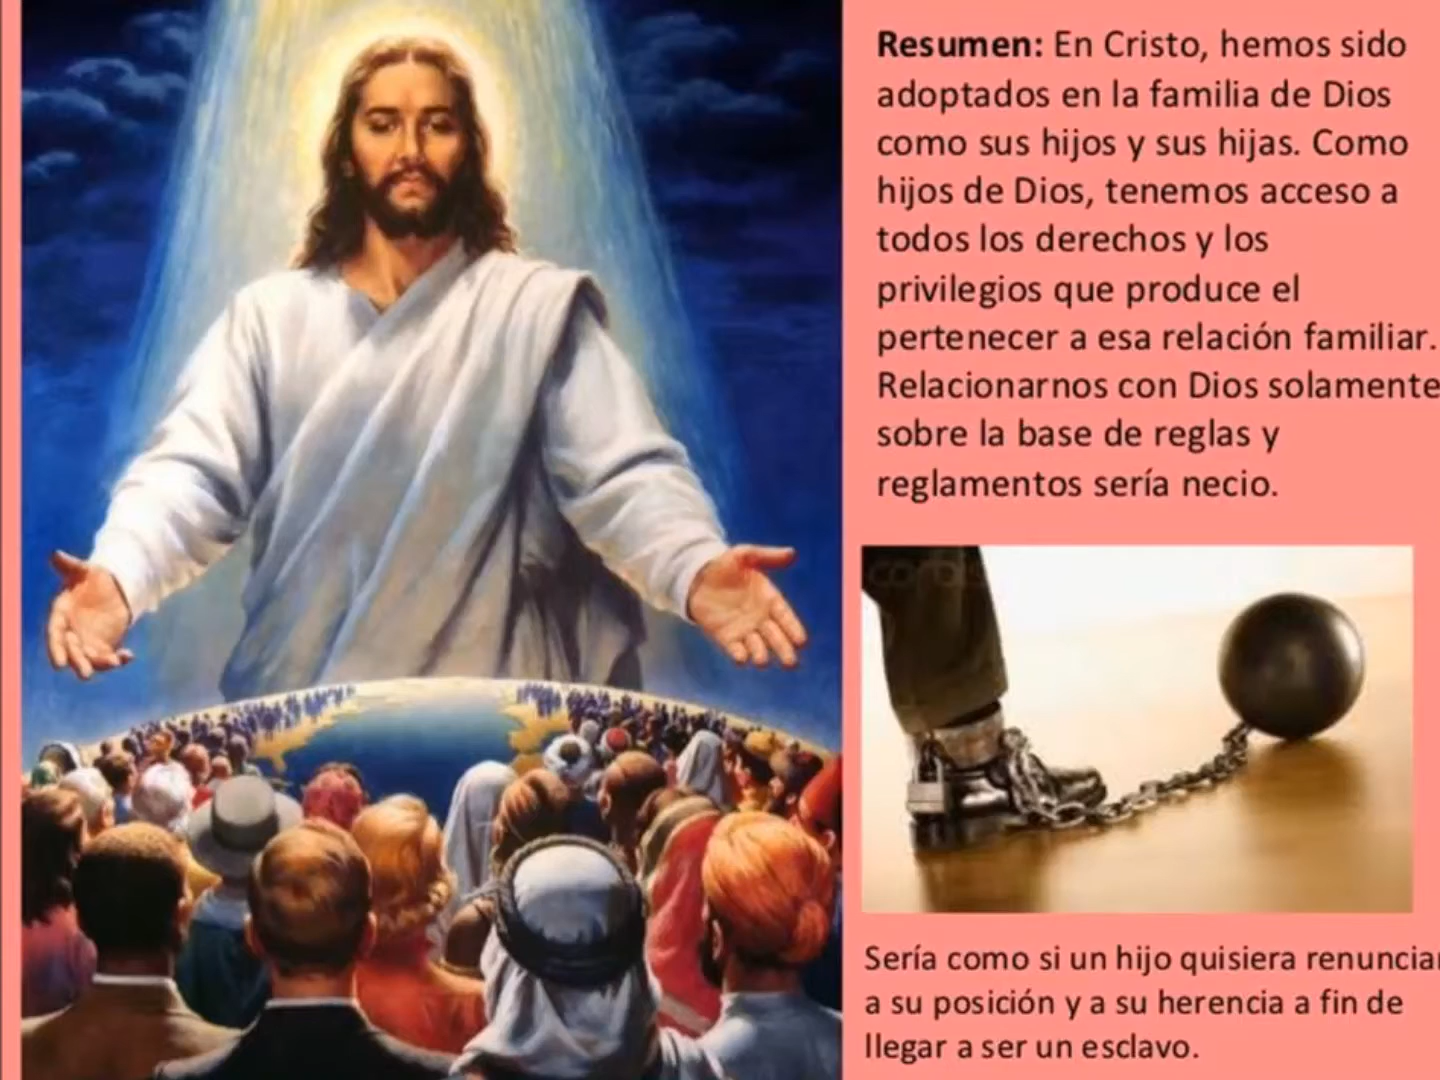 Resumen: En Cristo, hemos sido
adoptados en la familia de Dios
como sus hijos y sus hijas. Como
hijos de Dios, tenemos acceso a
todos los derechos y los
privilegios que produce el
pertenecer a esa relación familiar.
Relacionarnos con Dios solamente
sobre la base de reglas y
reglamentos sería necio.
Sería como si un hijo quisiera renunciar
a su posición y a su herencia a fin de
llegar a ser un esclavo.